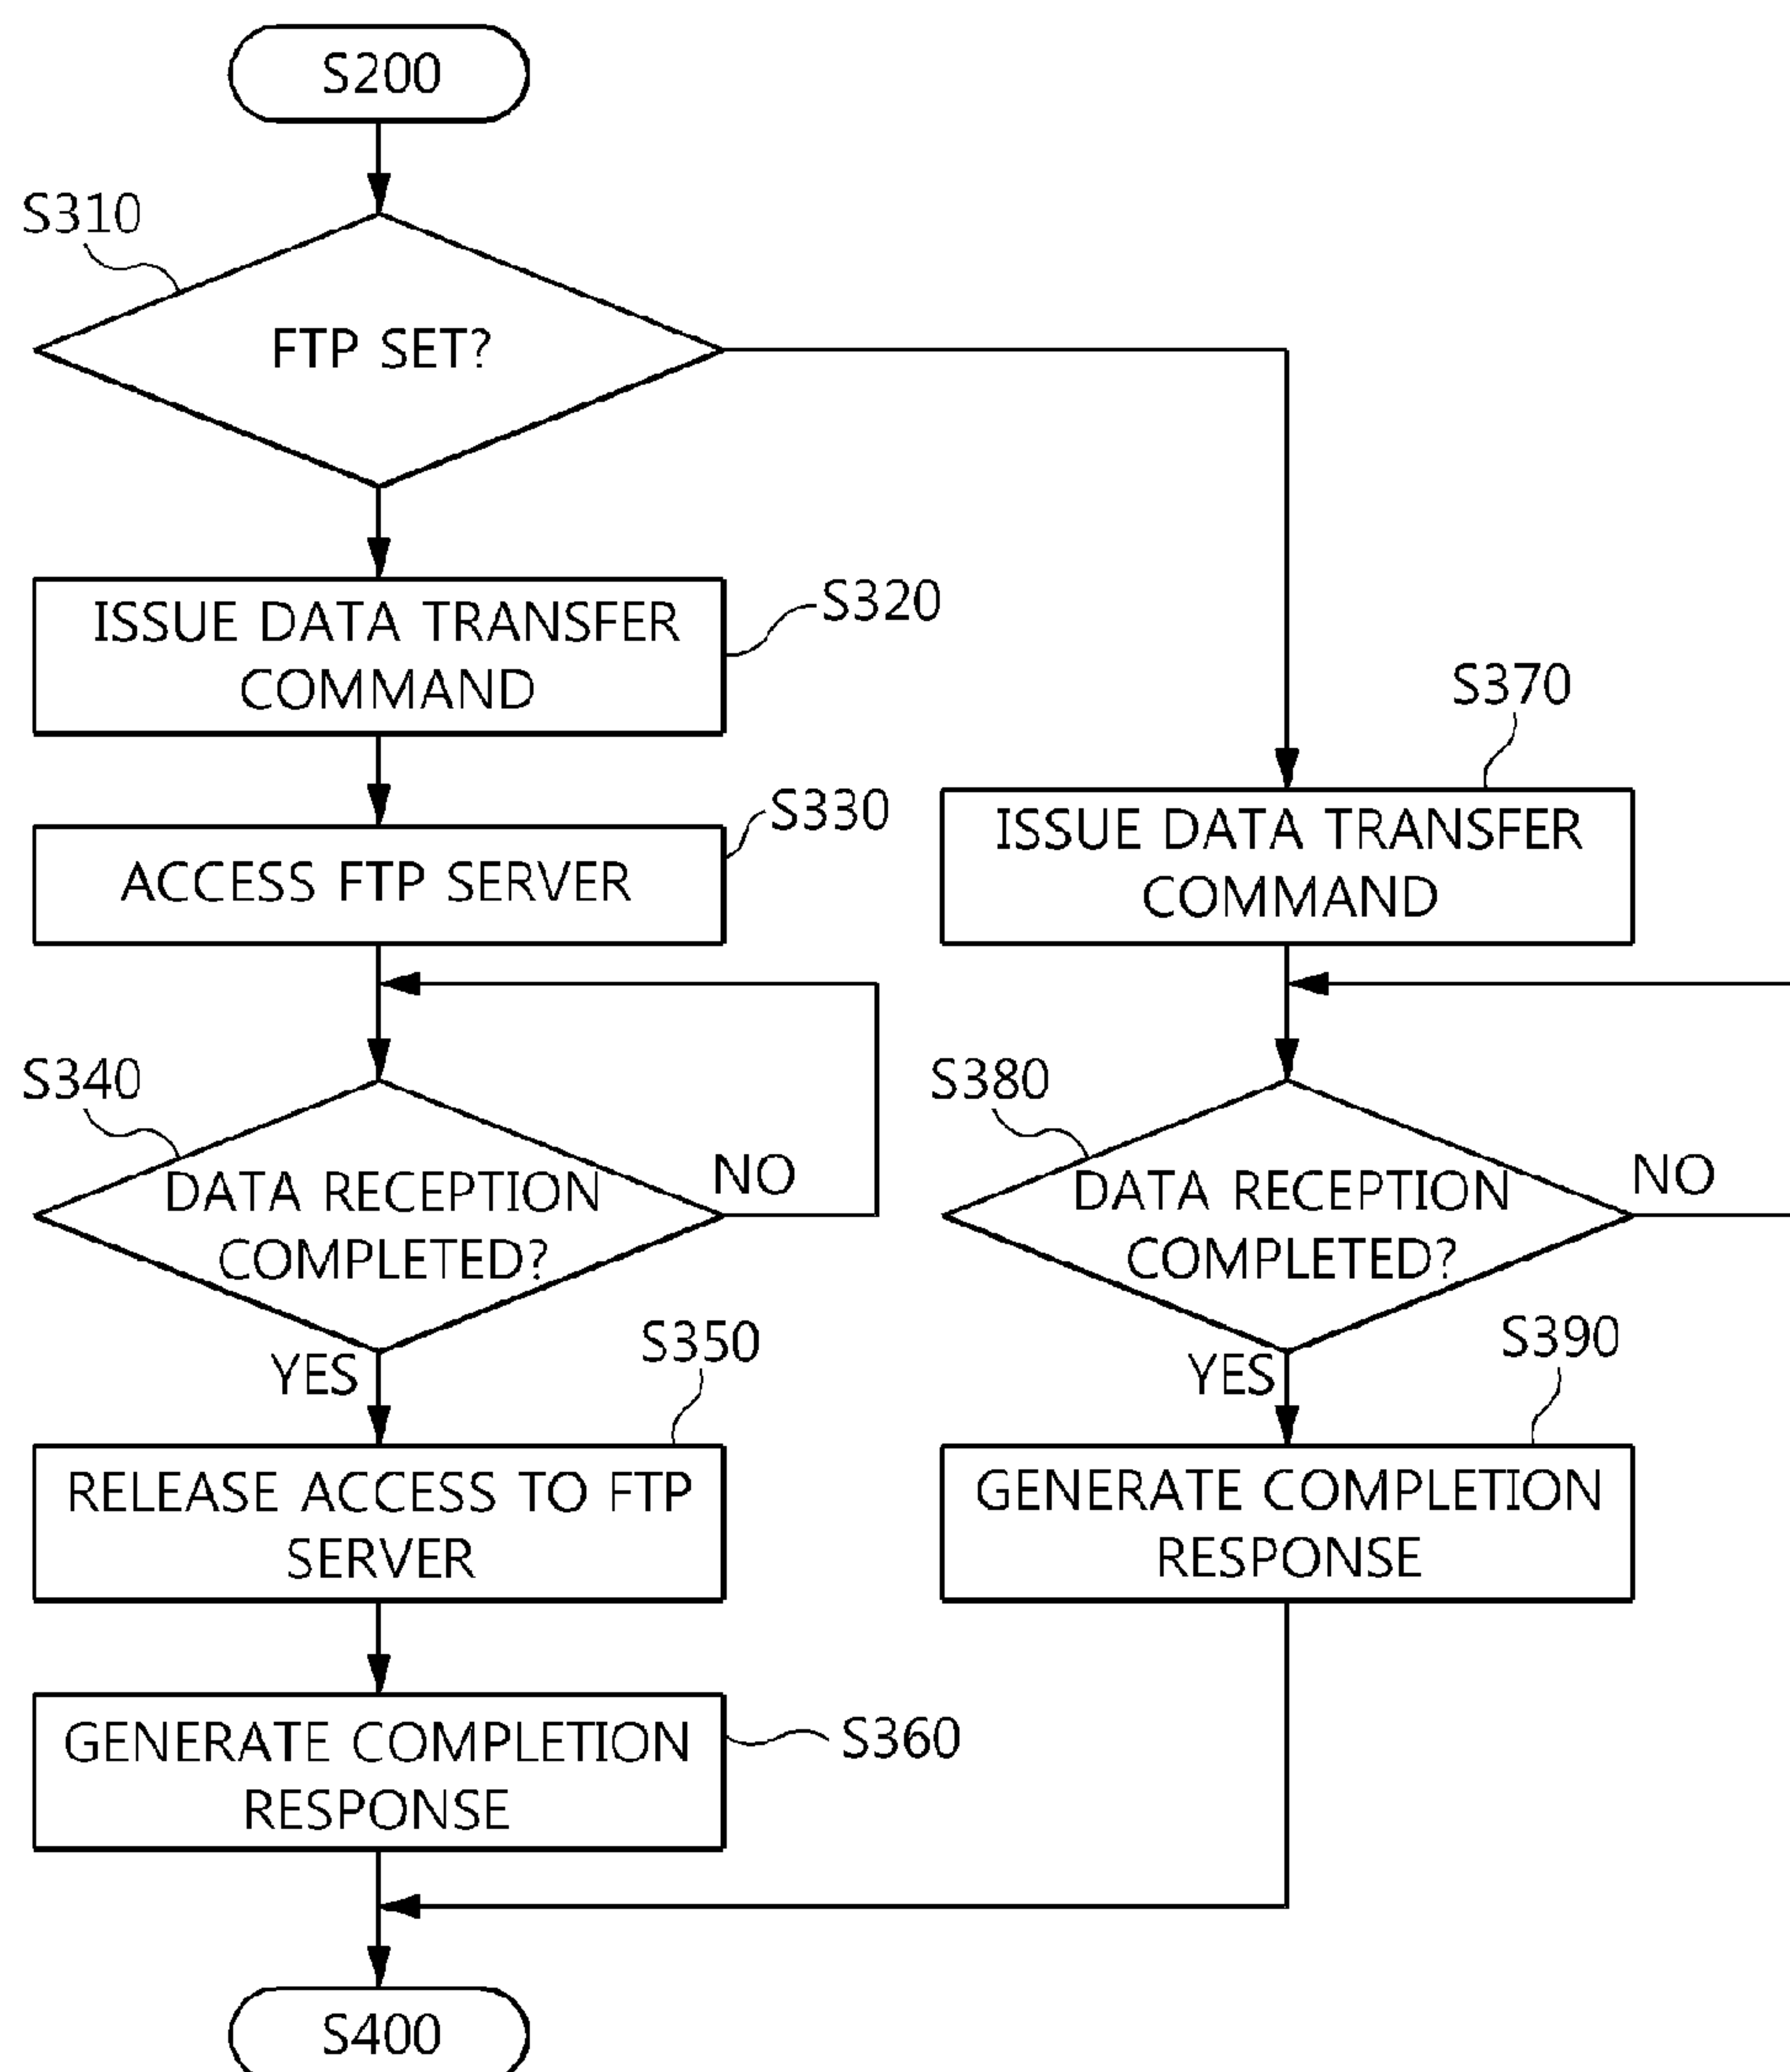 S200
S310
FTP SET?
ISSUE DATA TRANSFER
COMMAND
S320
S370
S330
ACCESS FTP SERVER
ISSUE DATA TRANSFER
COMMAND
S340
DATA RECEPTION
COMPLETED?
NO
S380
DATA RECEPTION
COMPLETED?
NO
YES
S350
YES
S390
RELEASE ACCESS TO FTP
SERVER
GENERATE COMPLETION
RESPONSE
GENERATE COMPLETION
RESPONSE
S360
S400